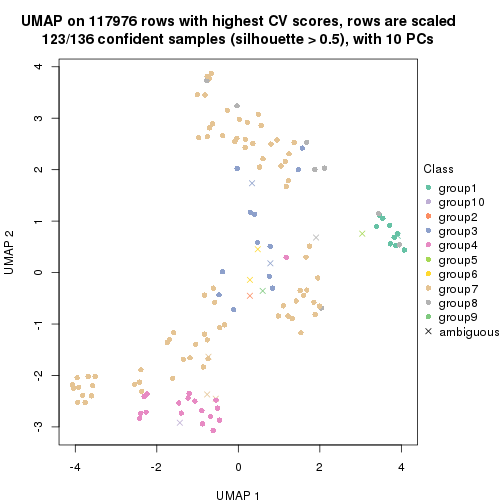 UMAP on 117976 rows with highest CV scores, rows are scaled
123/136 confident samples (silhouette > 0.5), with 10 PCs
4
3
2
1
0
-1
-2
-3
UMAP 2
-4
-2
0
2
4
UMAP 1
Class
group1
group10
group2
group3
group4
group5
group6
group7
group8
group9
ambiguous